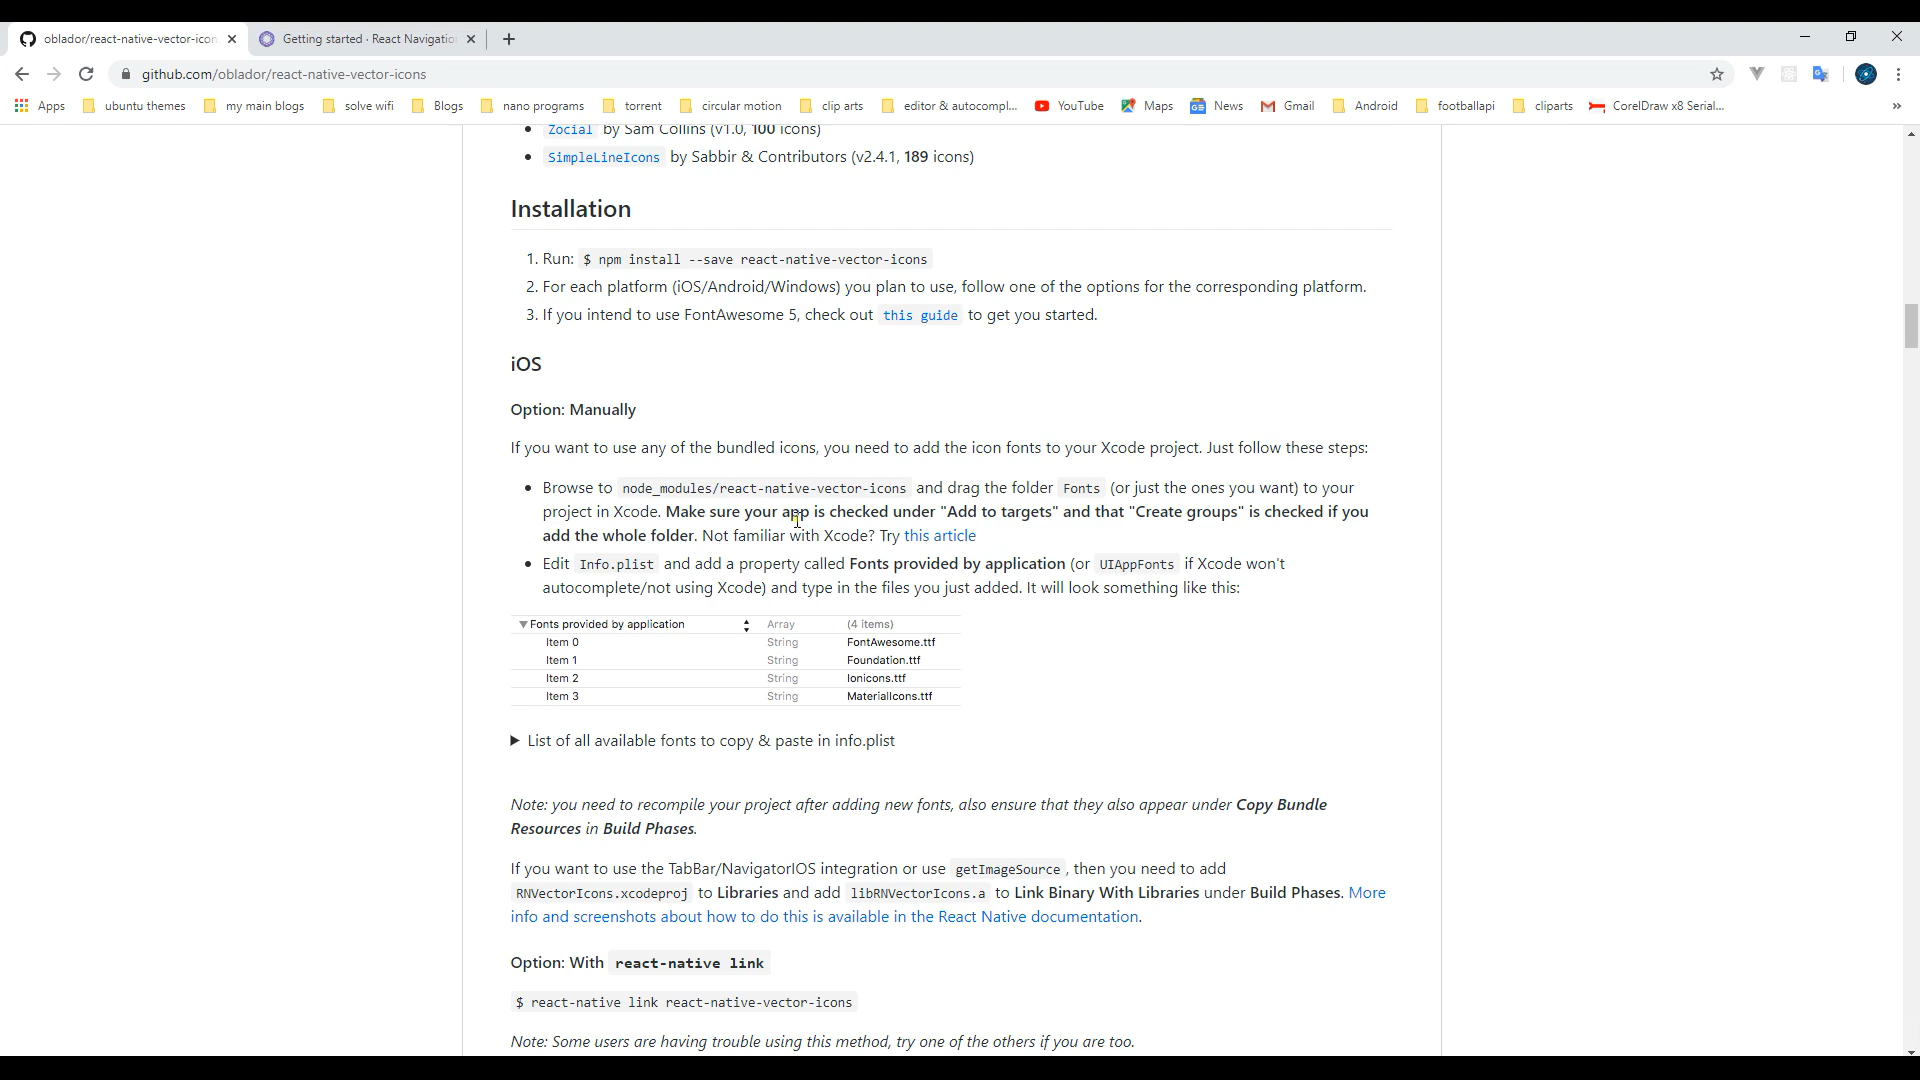 oblador/react-native-vector-icon
Getting started · React Navigatio
github.com/oblador/react-native-vector-icons
Apps ubuntu themes my main blogs solve wifi Blogs nano programs torrent circular motion clip arts editor & autocompl... YouTube Maps News Gmail Android footballapi cliparts CorelDraw x8 Serial... »
Zocial by Sam Collins (v1.0, 100 icons)
SimpleLineIcons by Sabbir & Contributors (v2.4.1, 189 icons)
Installation
1. Run: $ npm install --save react-native-vector-icons
2. For each platform (iOS/Android/Windows) you plan to use, follow one of the options for the corresponding platform.
3. If you intend to use FontAwesome 5, check out this guide to get you started.
iOS
Option: Manually
If you want to use any of the bundled icons, you need to add the icon fonts to your Xcode project. Just follow these steps:
Browse to node_modules/react-native-vector-icons and drag the folder Fonts (or just the ones you want) to your
project in Xcode. Make sure your app is checked under "Add to targets" and that "Create groups" is checked if you
add the whole folder. Not familiar with Xcode? Try this article
Edit Info.plist and add a property called Fonts provided by application (or UIAppFonts if Xcode won't
autocomplete/not using Xcode) and type in the files you just added. It will look something like this:
Fonts provided by application Array (4 items)
Item 0 String FontAwesome.ttf
Item 1 String Foundation.ttf
Item 2 String Ionicons.ttf
Item 3 String MaterialIcons.ttf
List of all available fonts to copy & paste in info.plist
Note: you need to recompile your project after adding new fonts, also ensure that they also appear under Copy Bundle
Resources in Build Phases.
If you want to use the TabBar/NavigatorIOS integration or use getImageSource, then you need to add
RNVectorIcons.xcodeproj to Libraries and add libRNVectorIcons.a to Link Binary With Libraries under Build Phases. More
info and screenshots about how to do this is available in the React Native documentation.
Option: With react-native link
$ react-native link react-native-vector-icons
Note: Some users are having trouble using this method, try one of the others if you are too.